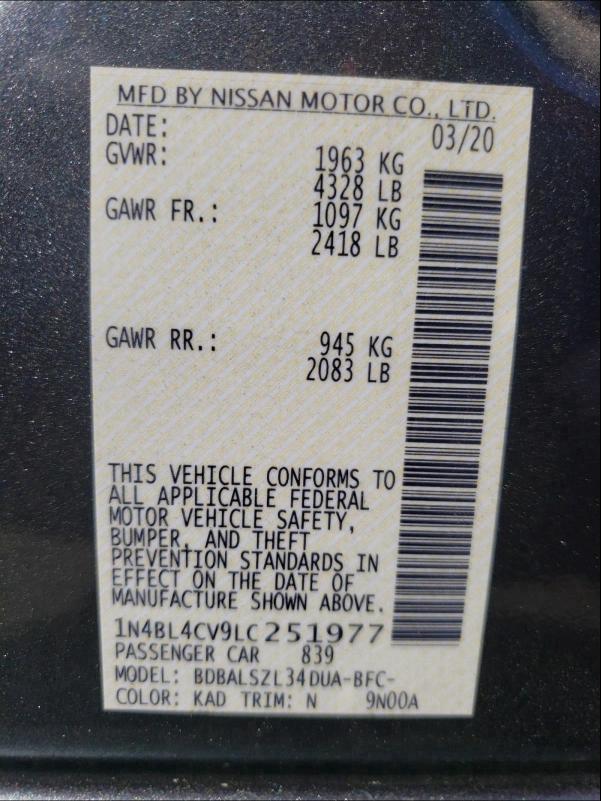 MFD BY NISSAN MOTOR CO., LTD.
DATE: 03/20
GVWR: 1963 KG
4328 LB
GAWR FR.: 1097 KG
2418 LB
GAWR RR.: 945 KG
2083 LB
THIS VEHICLE CONFORMS TO
ALL APPLICABLE FEDERAL
MOTOR VEHICLE SAFETY,
BUMPER, AND THEFT
PREVENTION STANDARDS IN
EFFECT ON THE DATE OF
MANUFACTURE SHOWN ABOVE.
1N4BL4CV9LC251977
PASSENGER CAR 839
MODEL: BDBALSZL34DUA-BFC-
COLOR: KAD TRIM: N 9N00A